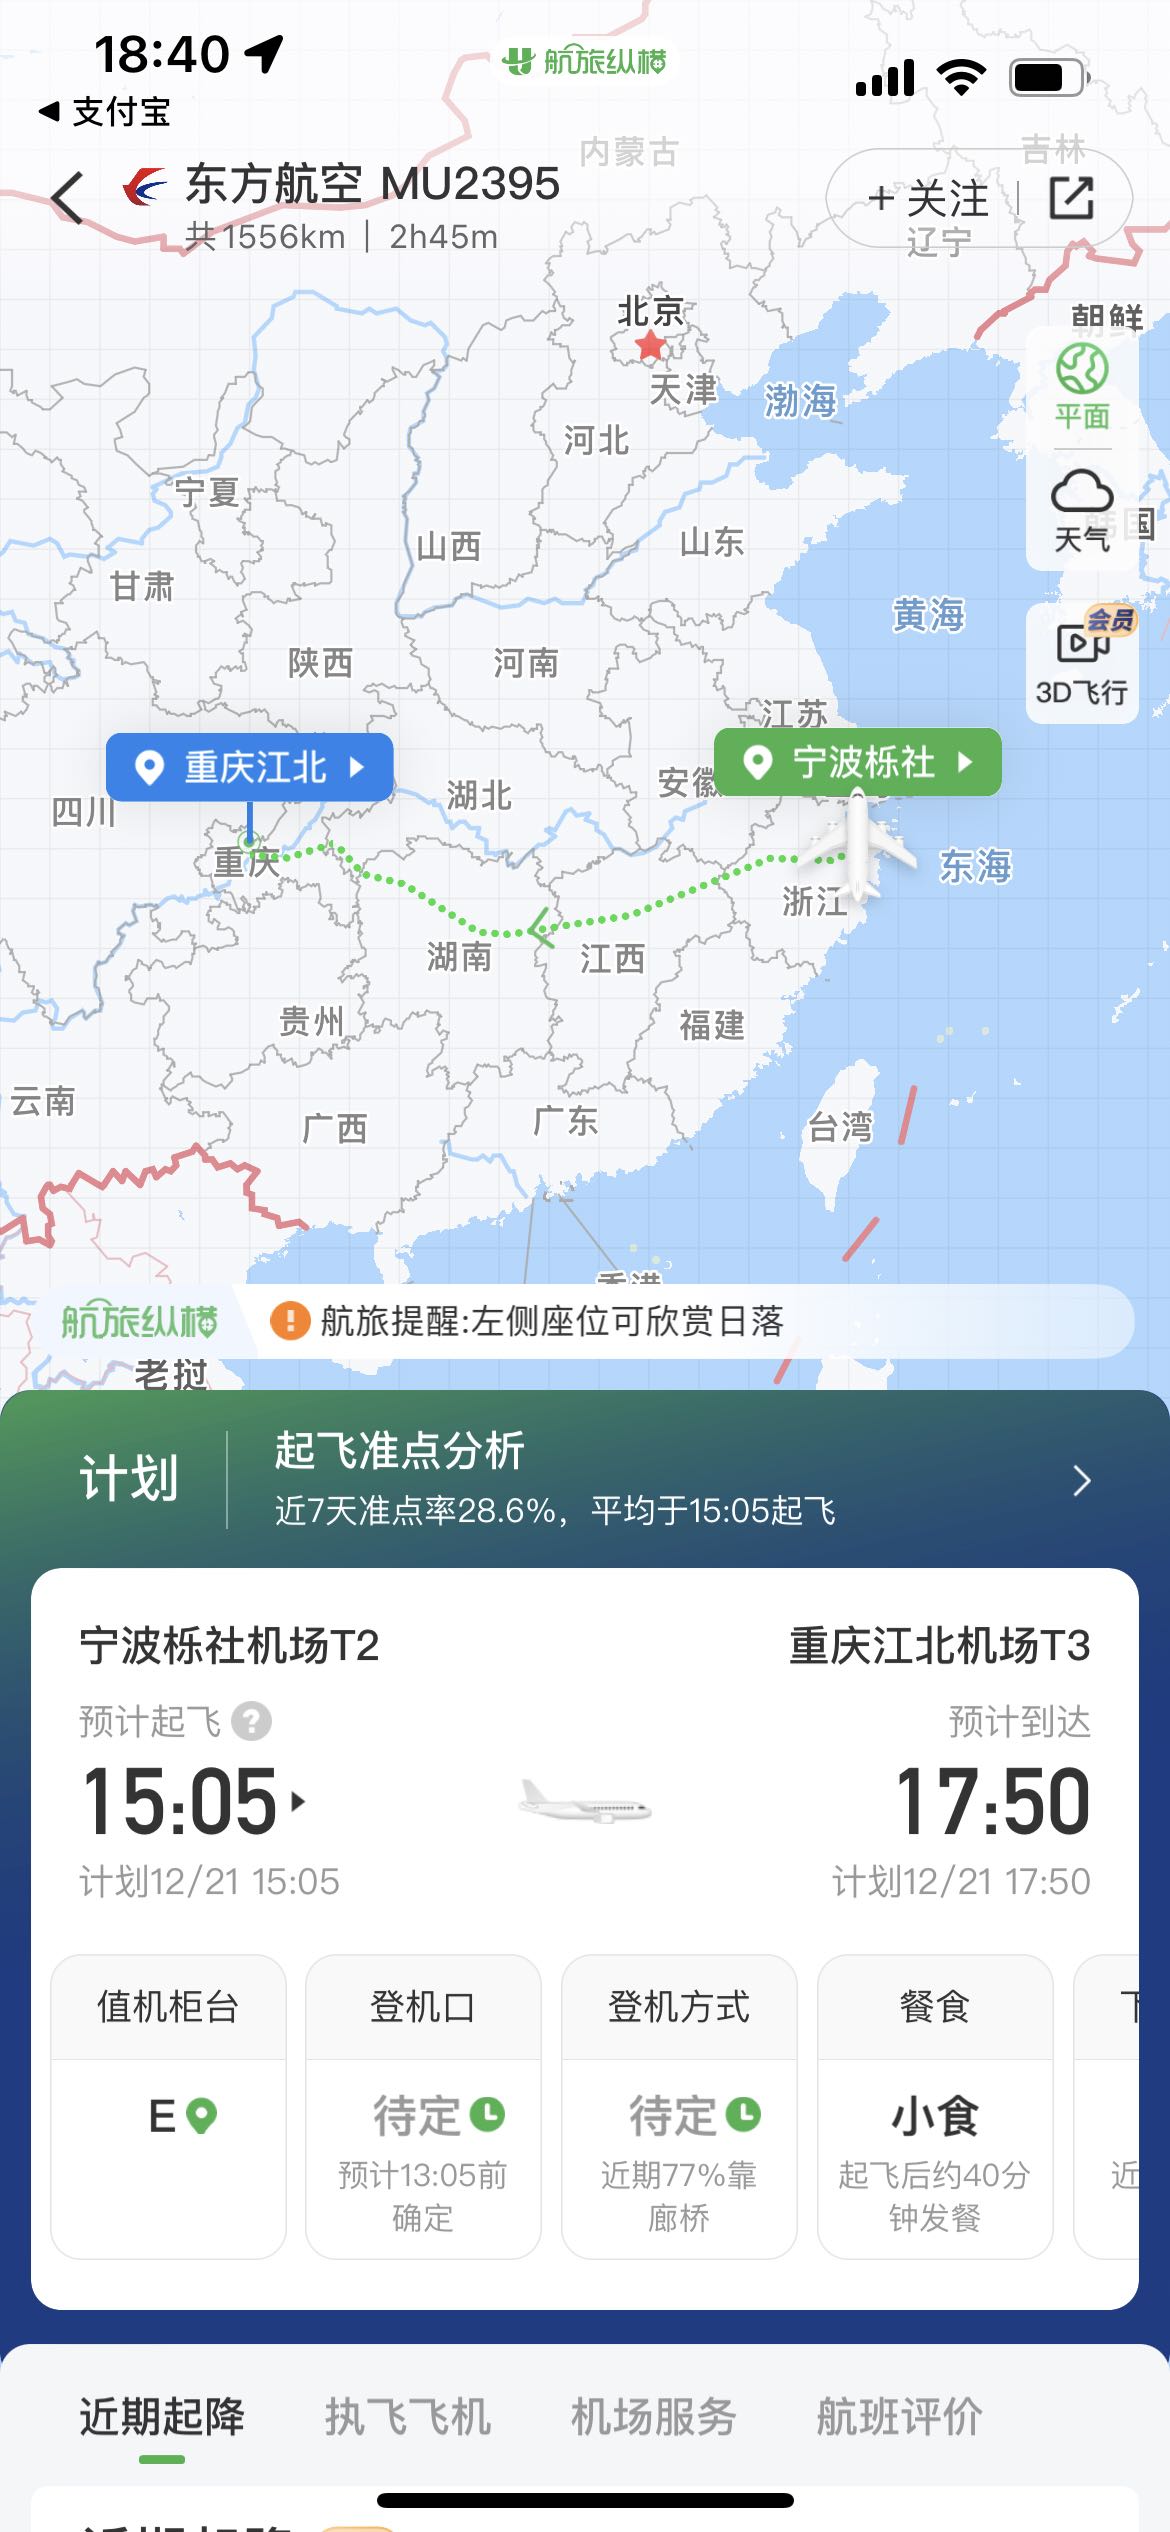 18:40
航旅纵横
支付宝
东方航空 MU2395
共1556km | 2h45m
+ 关注
内蒙古
吉林
辽宁
北京
朝鲜
天津
渤海
平面
河北
宁夏
山西
山东
天气
韩国
甘肃
黄海
会员
3D飞行
陕西
河南
江苏
重庆江北
宁波栎社
四川
湖北
安徽
重庆
东海
浙江
湖南
江西
贵州
福建
云南
广西
广东
台湾
香港
航旅纵横
航旅提醒:左侧座位可欣赏日落
老挝
计划
起飞准点分析
近7天准点率28.6%，平均于15:05起飞
宁波栎社机场T2
重庆江北机场T3
预计起飞 ?
预计到达
15:05
17:50
计划12/21 15:05
计划12/21 17:50
值机柜台
登机口
登机方式
餐食
下
E
待定
待定
小食
预计13:05前
确定
近期77%靠
廊桥
起飞后约40分
钟发餐
近
近期起降
执飞飞机
机场服务
航班评价
近期起降